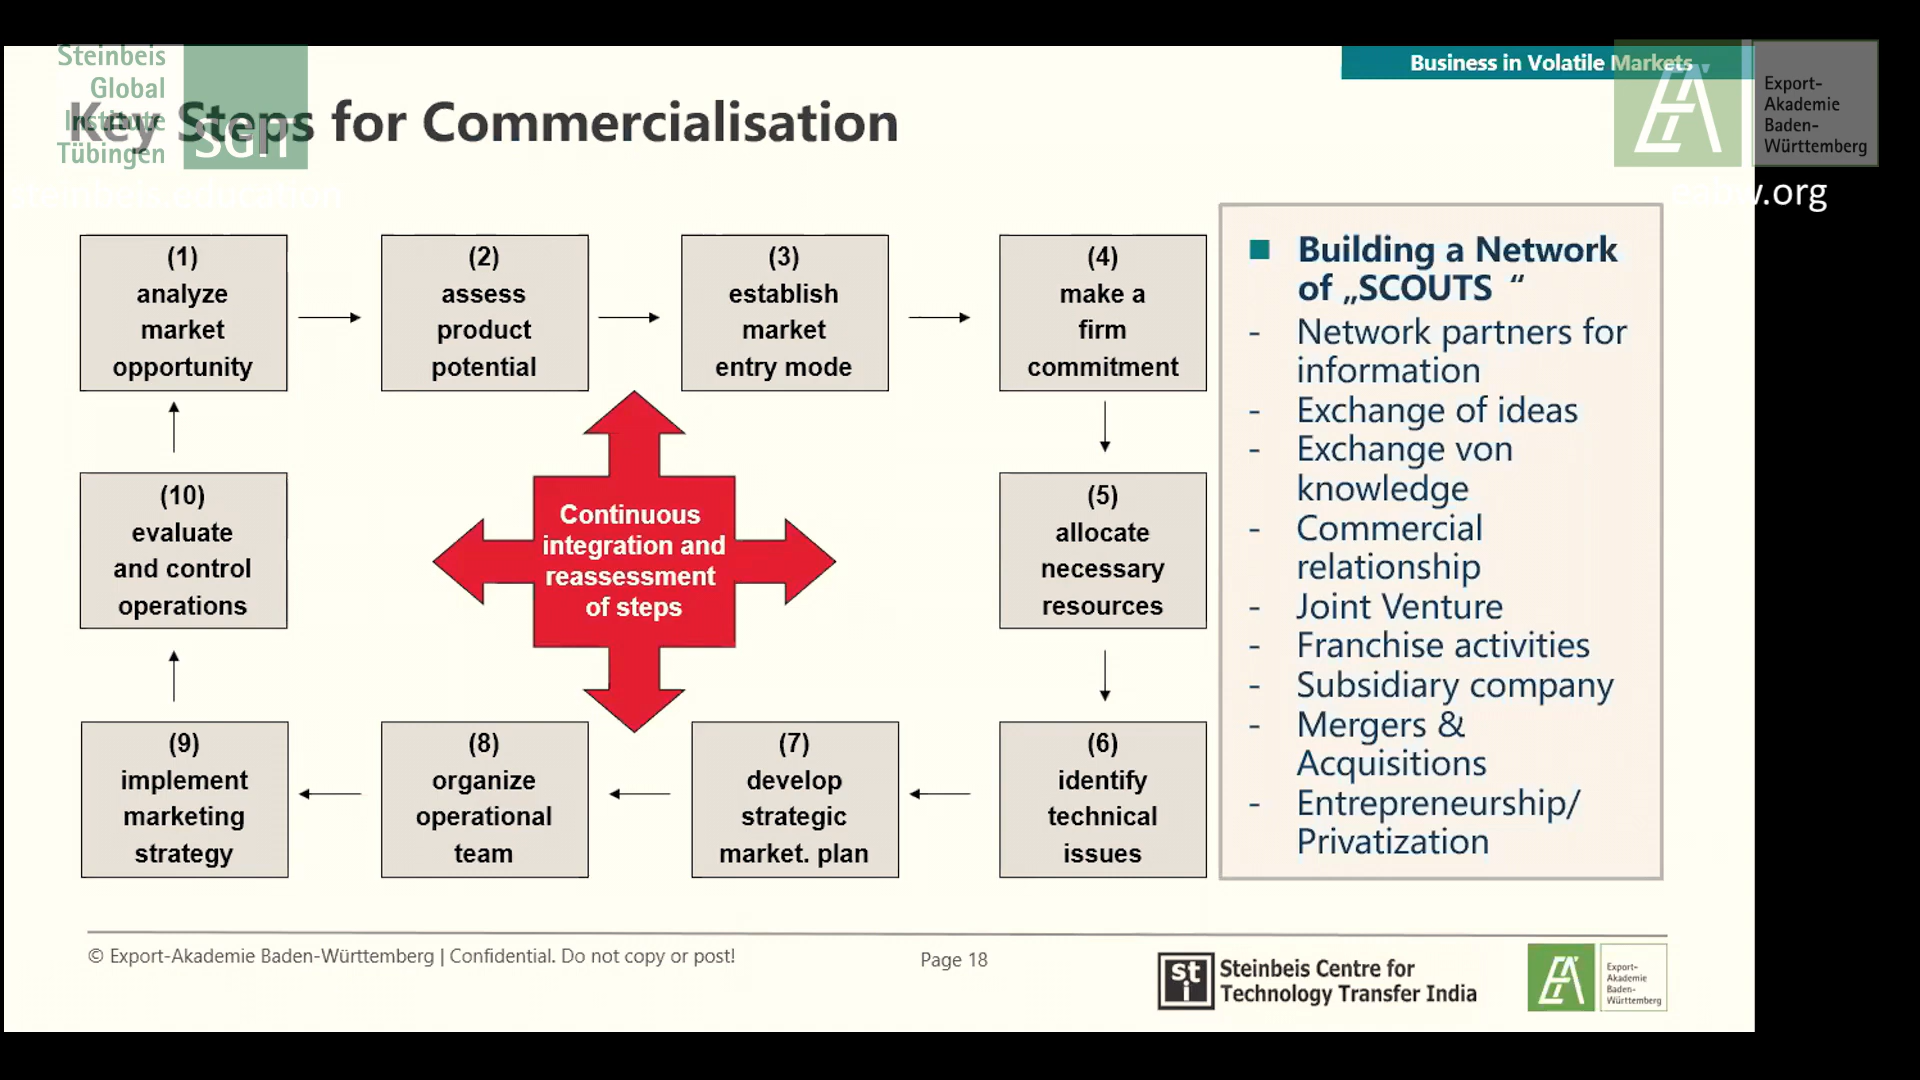 Business in Volatile Markets
Steinbeis
Global
Institute
Tübingen
SGIT
steinbeis.education
Key Steps for Commercialisation
Export-
Akademie
Baden-
Württemberg
.org
(1)
analyze
market
opportunity
(2)
assess
product
potential
(3)
establish
market
entry mode
(4)
make a
firm
commitment
(5)
allocate
necessary
resources
(6)
identify
technical
issues
(7)
develop
strategic
market. plan
(8)
organize
operational
team
(9)
implement
marketing
strategy
(10)
evaluate
and control
operations
Continuous
integration and
reassessment
of steps
Building a Network
of „SCOUTS “
- Network partners for
information
- Exchange of ideas
- Exchange von
knowledge
- Commercial
relationship
- Joint Venture
- Franchise activities
- Subsidiary company
- Mergers &
Acquisitions
- Entrepreneurship/
Privatization
© Export-Akademie Baden-Württemberg | Confidential. Do not copy or post!
Page 18
st
i
Steinbeis Centre for
Technology Transfer India
Export-
Akademie
Baden-
Württemberg